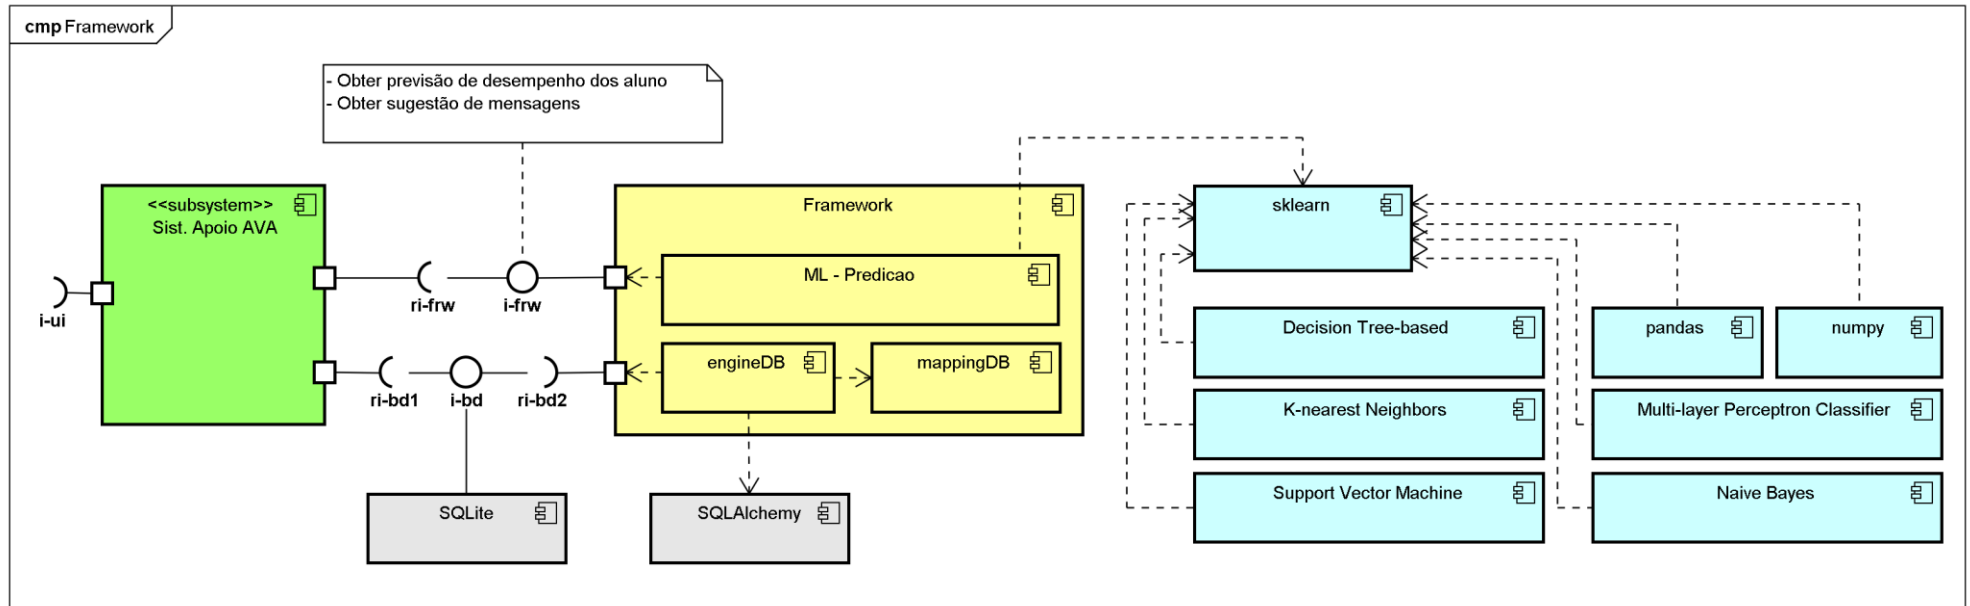 cmp Framework
- Obter previsão de desempenho dos aluno
- Obter sugestão de mensagens
<<subsystem>>
Sist. Apoio AVA
i-ui
ri-frw
i-frw
ri-bd1
i-bd
ri-bd2
Framework
ML - Predicao
engineDB
mappingDB
SQLite
SQLAlchemy
sklearn
Decision Tree-based
pandas
numpy
K-nearest Neighbors
Multi-layer Perceptron Classifier
Support Vector Machine
Naive Bayes